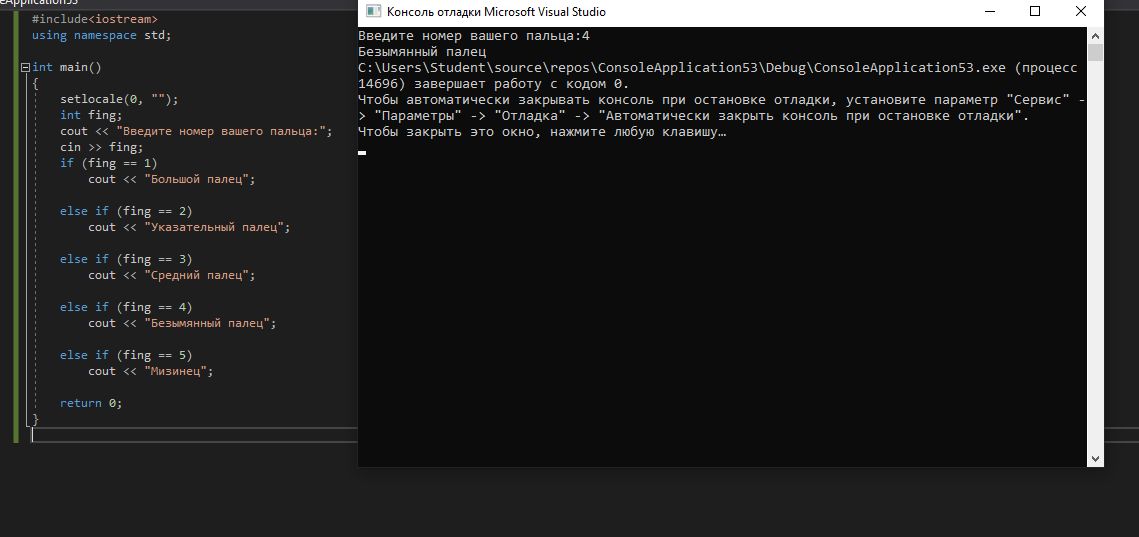 eApplication53
#include<iostream>
using namespace std;
int main()
{
setlocale(0, "");
int fing;
cout << "Введите номер вашего пальца:";
cin >> fing;
if (fing == 1)
cout << "Большой палец";
else if (fing == 2)
cout << "Указательный палец";
else if (fing == 3)
cout << "Средний палец";
else if (fing == 4)
cout << "Безымянный палец";
else if (fing == 5)
cout << "Мизинец";
return 0;
}
Консоль отладки Microsoft Visual Studio
Введите номер вашего пальца:4
Безымянный палец
C:\Users\Student\source\repos\ConsoleApplication53\Debug\ConsoleApplication53.exe (процесс
14696) завершает работу с кодом 0.
Чтобы автоматически закрывать консоль при остановке отладки, установите параметр "Сервис" -
> "Параметры" -> "Отладка" -> "Автоматически закрыть консоль при остановке отладки".
Чтобы закрыть это окно, нажмите любую клавишу…